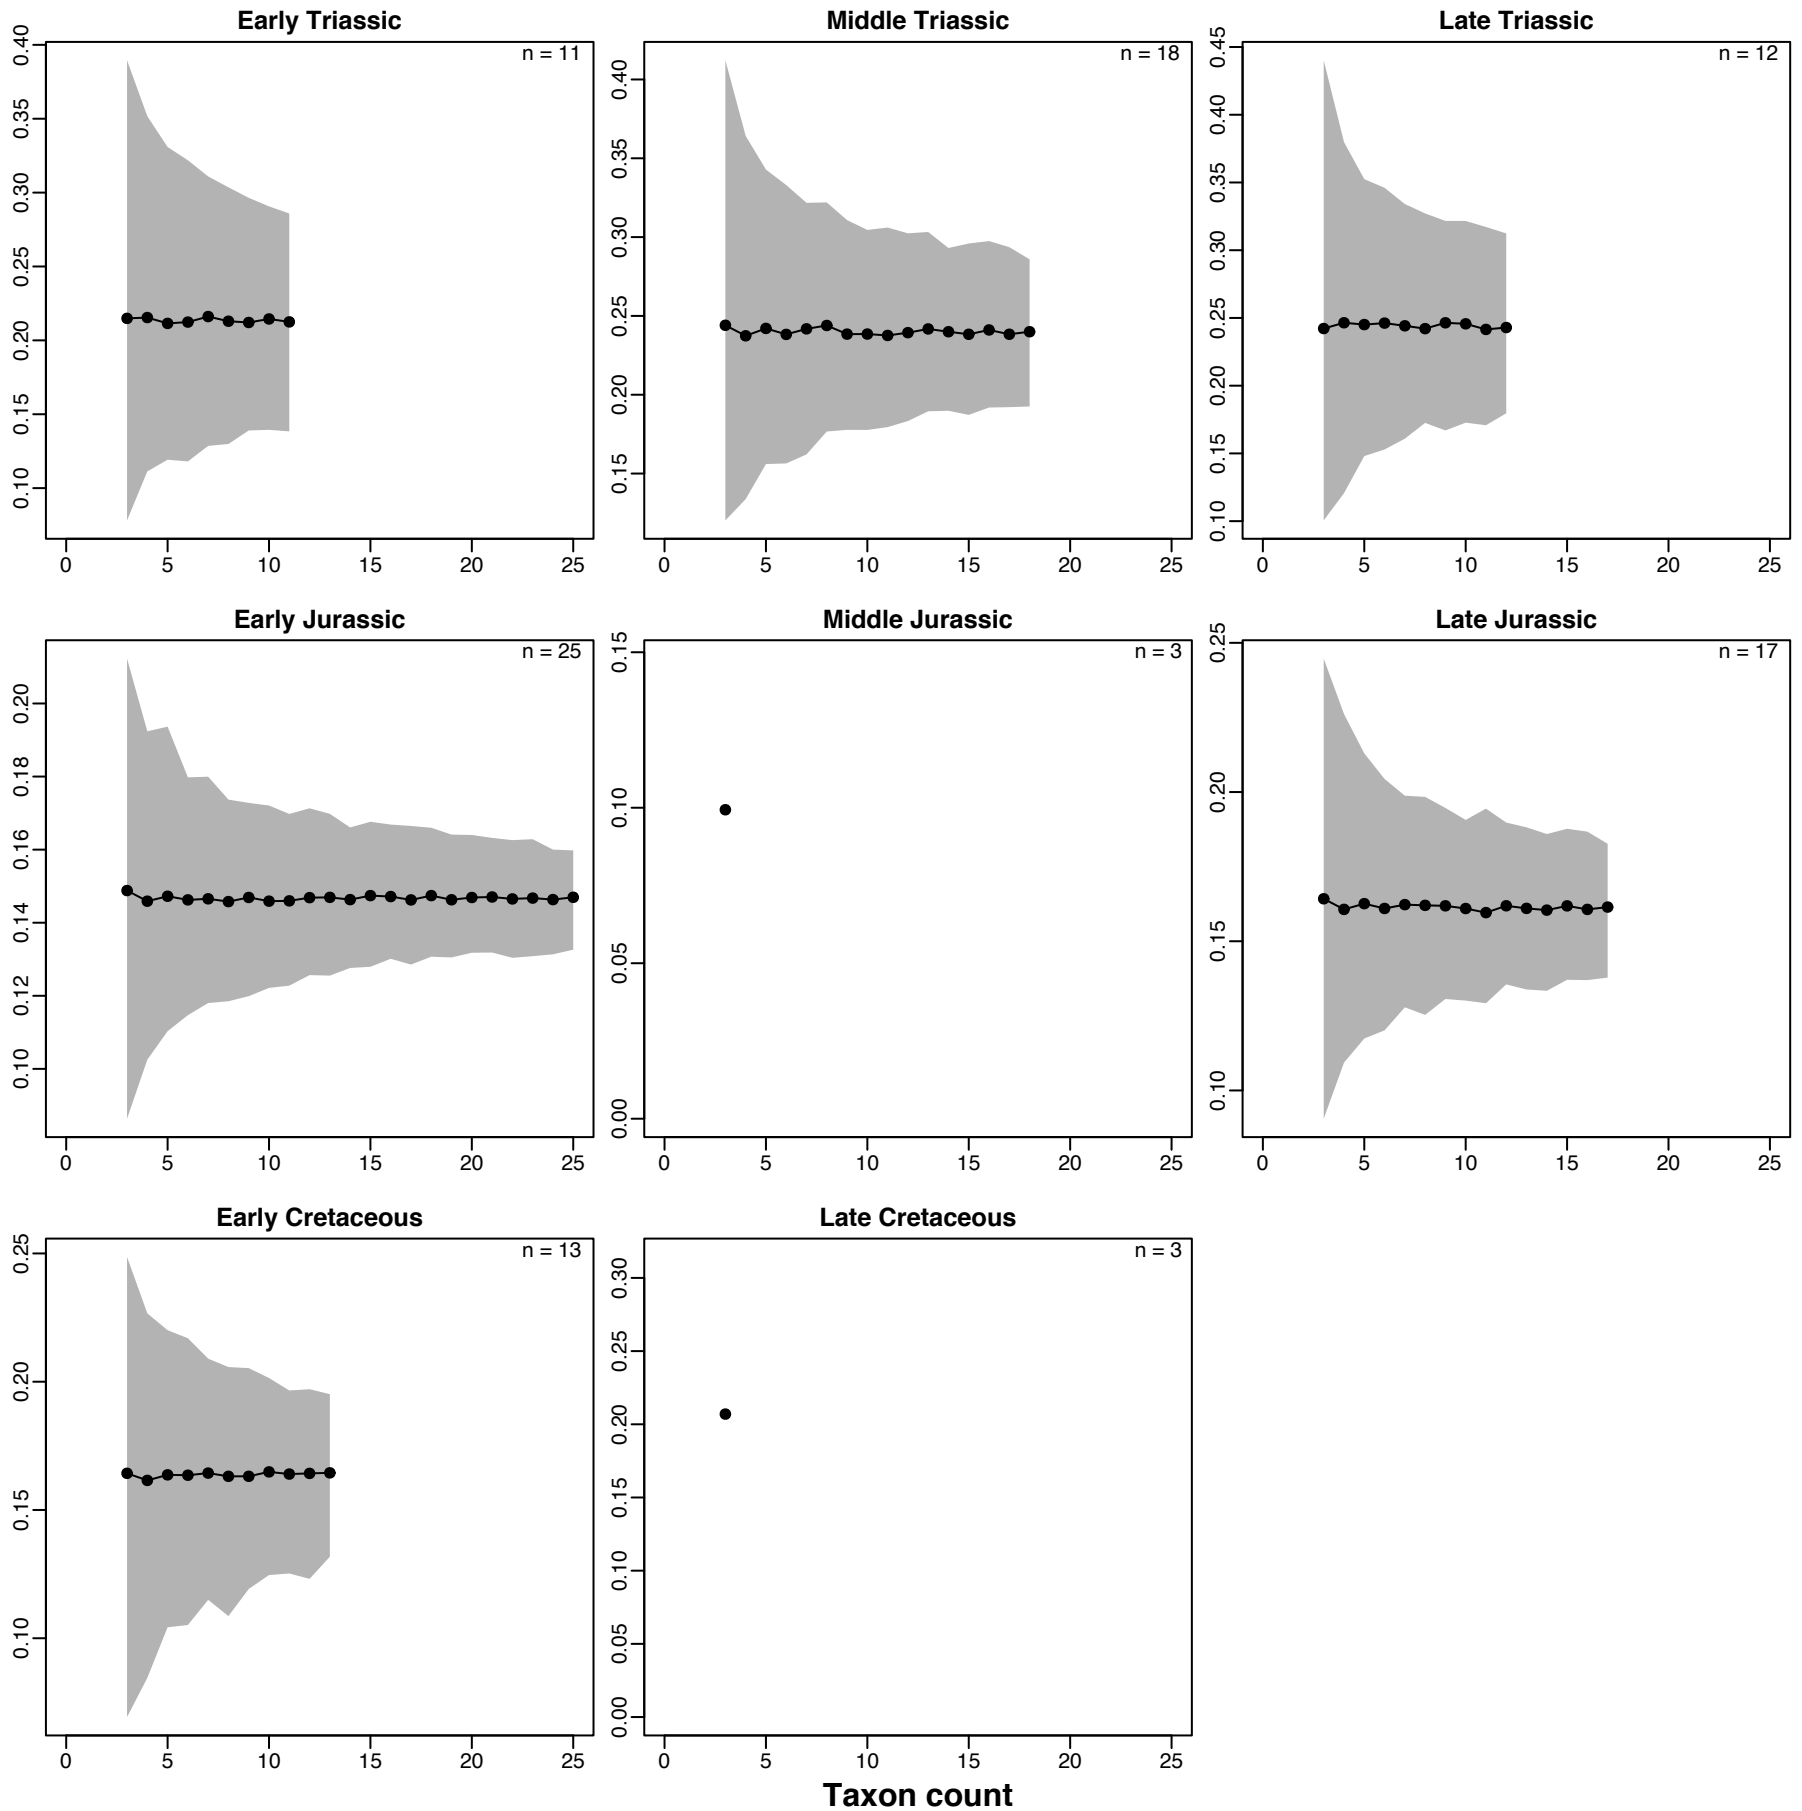 Early Triassic
n = 11
0.40
0.35
0.30
0.25
0.20
0.15
0.10
0 5 10 15 20 25
Middle Triassic
n = 18
0.40
0.35
0.30
0.25
0.20
0.15
0 5 10 15 20 25
Late Triassic
n = 12
0.45
0.40
0.35
0.30
0.25
0.20
0.15
0.10
0 5 10 15 20 25
Early Jurassic
n = 25
0.20
0.18
0.16
0.14
0.12
0.10
0 5 10 15 20 25
Middle Jurassic
n = 3
0.15
0.10
0.05
0.00
0 5 10 15 20 25
Late Jurassic
n = 17
0.25
0.20
0.15
0.10
0 5 10 15 20 25
Early Cretaceous
n = 13
0.25
0.20
0.15
0.10
0 5 10 15 20 25
Late Cretaceous
n = 3
0.30
0.25
0.20
0.15
0.10
0.05
0.00
0 5 10 15 20 25
Taxon count